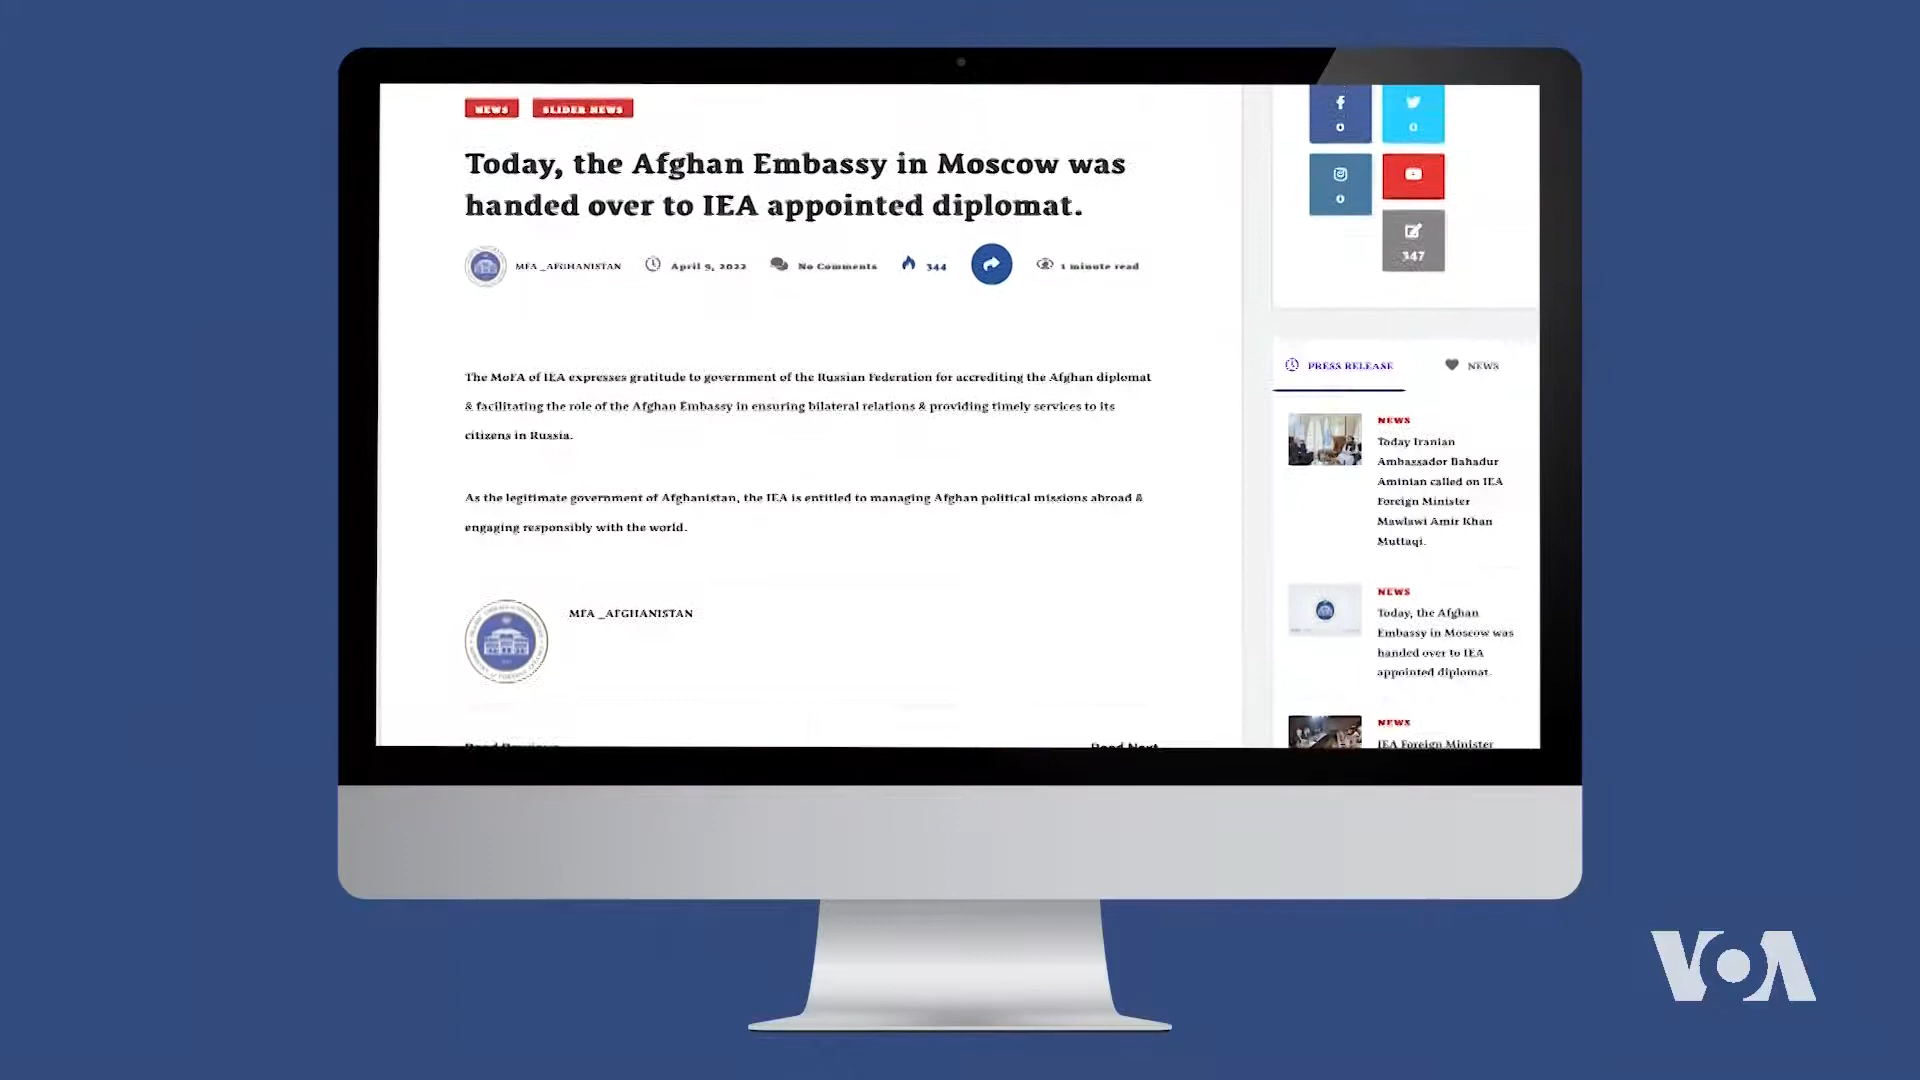 NEWS SLIDER NEWS
Today, the Afghan Embassy in Moscow was
handed over to IEA appointed diplomat.
MFA _AFGHANISTAN April 9, 2022 No Comments 344 1 minute read
The MoFA of IEA expresses gratitude to government of the Russian Federation for accrediting the Afghan diplomat
& facilitating the role of the Afghan Embassy in ensuring bilateral relations & providing timely services to its
citizens in Russia.
As the legitimate government of Afghanistan, the IEA is entitled to managing Afghan political missions abroad &
engaging responsibly with the world.
MFA _AFGHANISTAN
Read Next
0 0
0
347
PRESS RELEASE NEWS
NEWS
Today Iranian
Ambassador Bahadur
Aminian called on IEA
Foreign Minister
Mawlawi Amir Khan
Muttaqi.
NEWS
Today, the Afghan
Embassy in Moscow was
handed over to IEA
appointed diplomat.
NEWS
IEA Foreign Minister
VOA